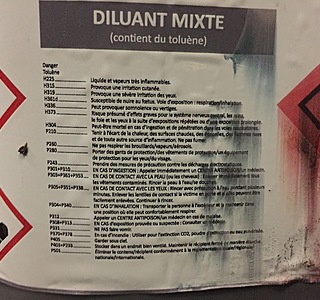 DILUANT MIXTE
(contient du toluène)
Danger
Toluène
H225 Liquide et vapeurs très inflammables.
H315 Provoque une irritation cutanée.
H319 Provoque une sévère irritation des yeux.
H361d Susceptible de nuire au fœtus. Voie d'exposition : respiration/inhalation.
H336 Peut provoquer somnolence ou vertiges.
H373 Risque présumé d'effets graves pour le système nerveux central, les reins,
le foie et les yeux à la suite d'expositions répétées ou d'une exposition prolongée.
H304 Peut être mortel en cas d'ingestion et de pénétration dans les voies respiratoires.
P210 Tenir à l'écart de la chaleur, des surfaces chaudes, des étincelles, des flammes nues
et de toute autre source d'inflammation. Ne pas fumer.
P260 Ne pas respirer les brouillards/vapeurs/aérosols.
P280 Porter des gants de protection/des vêtements de protection/un équipement
de protection pour les yeux/du visage.
P243 Prendre des mesures de précaution contre les décharges électrostatiques.
P301+P310 EN CAS D'INGESTION : Appeler immédiatement un CENTRE ANTIPOISON/un médecin.
EN CAS DE CONTACT AVEC LA PEAU (ou les cheveux) : Enlever immédiatement tous
les vêtements contaminés. Rincer la peau à l'eau/se doucher.
P305+P351+P338 EN CAS DE CONTACT AVEC LES YEUX : Rincer avec précaution à l'eau pendant plusieurs
minutes. Enlever les lentilles de contact si la victime en porte et si elles peuvent être
facilement enlevées. Continuer à rincer.
P304+P340 EN CAS D'INHALATION : Transporter la personne à l'extérieur et la maintenir dans
une position où elle peut confortablement respirer.
P312 Appeler un CENTRE ANTIPOISON/un médecin en cas de malaise.
P308+P313 EN CAS d'exposition prouvée ou suspectée: Consulter un médecin.
P331 NE PAS faire vomir.
P370+P378 En cas d'incendie : Utiliser pour l'extinction CO2, poudre d'extinction ou eau pulvérisée.
P405 Garder sous clef.
Stocker dans un endroit bien ventilé. Maintenir le récipient fermé de manière étanche.
P501 Éliminer le contenu/récipient conformément à la réglementation locale/régionale/
nationale/internationale.